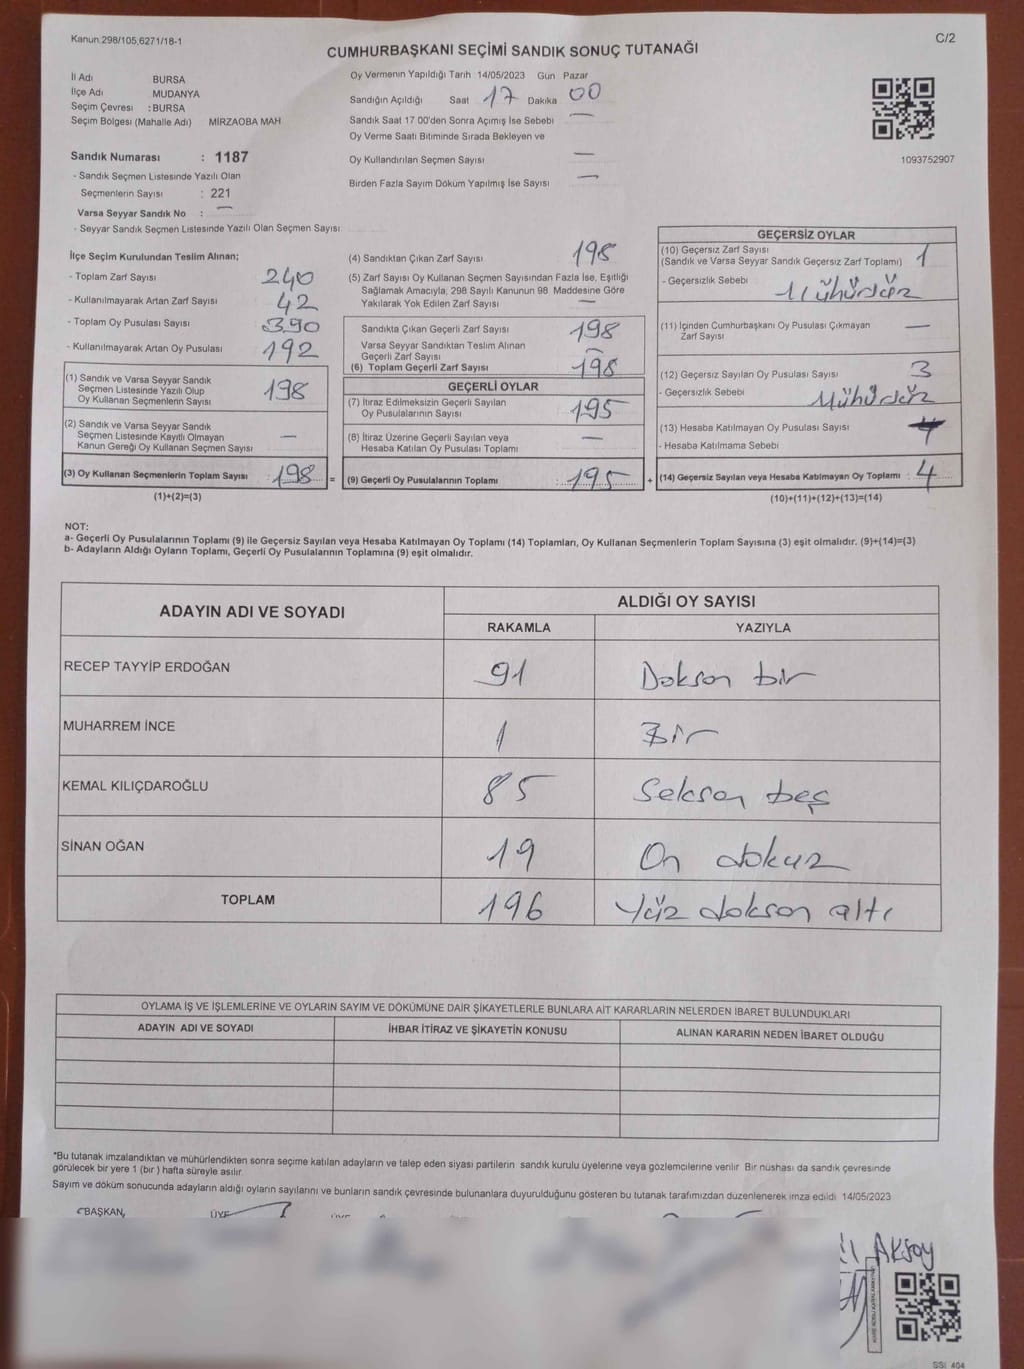 Kanun.298/105,6271/18-1
C/2
CUMHURBAŞKANI SEÇİMİ SANDIK SONUÇ TUTANAĞI
İl Adı BURSA
İlçe Adı MUDANYA
Seçim Çevresi : BURSA
Seçim Bölgesi (Mahalle Adı) MİRZAOBA MAH
Sandık Numarası : 1187
- Sandık Seçmen Listesinde Yazılı Olan
Seçmenlerin Sayısı : 221
Varsa Seyyar Sandık No : —
- Seyyar Sandık Seçmen Listesinde Yazılı Olan Seçmen Sayısı
Oy Vermenin Yapıldığı Tarih 14/05/2023 Gün Pazar
Sandığın Açıldığı Saat 17 Dakika 00
Sandık Saat 17 00'den Sonra Açımış İse Sebebi —
Oy Verme Saati Bitiminde Sırada Bekleyen ve
Oy Kullandırılan Seçmen Sayısı —
Birden Fazla Sayım Döküm Yapılmış İse Sayısı —
1093752907
İlçe Seçim Kurulundan Teslim Alınan;
- Toplam Zarf Sayısı 240
- Kullanılmayarak Artan Zarf Sayısı 42
- Toplam Oy Pusulası Sayısı 390
- Kullanılmayarak Artan Oy Pusulası 192
(1) Sandık ve Varsa Seyyar Sandık
Seçmen Listesinde Yazılı Olup
Oy Kullanan Seçmenlerin Sayısı 198
(2) Sandık ve Varsa Seyyar Sandık
Seçmen Listesinde Kayıtlı Olmayan
Kanun Gereği Oy Kullanan Seçmen Sayısı —
(3) Oy Kullanan Seçmenlerin Toplam Sayısı : 198 =
(1)+(2)=(3)
(4) Sandıktan Çıkan Zarf Sayısı 198
(5) Zarf Sayısı Oy Kullanan Seçmen Sayısından Fazla İse, Eşitliği
Sağlamak Amacıyla, 298 Sayılı Kanunun 98 Maddesine Göre
Yakılarak Yok Edilen Zarf Sayısı —
Sandıkta Çıkan Geçerli Zarf Sayısı 198
Varsa Seyyar Sandıktan Teslim Alınan
Geçerli Zarf Sayısı —
(6) Toplam Geçerli Zarf Sayısı 198
GEÇERLİ OYLAR
(7) İtiraz Edilmeksizin Geçerli Sayılan
Oy Pusulalarının Sayısı 195
(8) İtiraz Üzerine Geçerli Sayılan veya
Hesaba Katılan Oy Pusulası Toplamı —
(9) Geçerli Oy Pusulalarının Toplamı : 195 +
GEÇERSİZ OYLAR
(10) Geçersiz Zarf Sayısı
(Sandık ve Varsa Seyyar Sandık Geçersiz Zarf Toplamı) 1
- Geçersizlik Sebebi
Mühürsüz
(11) İçinden Cumhurbaşkanı Oy Pusulası Çıkmayan
Zarf Sayısı —
(12) Geçersiz Sayılan Oy Pusulası Sayısı 3
- Geçersizlik Sebebi Mühürsüz
(13) Hesaba Katılmayan Oy Pusulası Sayısı
- Hesaba Katılmama Sebebi
(14) Geçersiz Sayılan veya Hesaba Katılmayan Oy Toplamı : 4
(10)+(11)+(12)+(13)=(14)
NOT:
a- Geçerli Oy Pusulalarının Toplamı (9) ile Geçersiz Sayılan veya Hesaba Katılmayan Oy Toplamı (14) Toplamları, Oy Kullanan Seçmenlerin Toplam Sayısına (3) eşit olmalıdır. (9)+(14)=(3)
b- Adayların Aldığı Oyların Toplamı, Geçerli Oy Pusulalarının Toplamına (9) eşit olmalıdır.
ADAYIN ADI VE SOYADI ALDIĞI OY SAYISI
RAKAMLA YAZIYLA
RECEP TAYYİP ERDOĞAN 91 Doksan bir
MUHARREM İNCE 1 Bir
KEMAL KILIÇDAROĞLU 85 Seksen beş
SİNAN OĞAN 19 On dokuz
TOPLAM 196 Yüz doksan altı
OYLAMA İŞ VE İŞLEMLERİNE VE OYLARIN SAYIM VE DÖKÜMÜNE DAİR ŞİKAYETLERLE BUNLARA AİT KARARLARIN NELERDEN İBARET BULUNDUKLARI
ADAYIN ADI VE SOYADI İHBAR İTİRAZ VE ŞİKAYETİN KONUSU ALINAN KARARIN NEDEN İBARET OLDUĞU
*Bu tutanak imzalandıktan ve mühürlendikten sonra seçime katılan adayların ve talep eden siyasi partilerin sandık kurulu üyelerine veya gözlemcilerine verilir Bir nüshası da sandık çevresinde
görülecek bir yere 1 (bir) hafta süreyle asılır
Sayım ve döküm sonucunda adayların aldığı oyların sayılarını ve bunların sandık çevresinde bulunanlara duyurulduğunu gösteren bu tutanak tarafımızdan düzenlenerek imza edildi 14/05/2023
BAŞKAN, ÜYE
Aksoy
SSİ 404